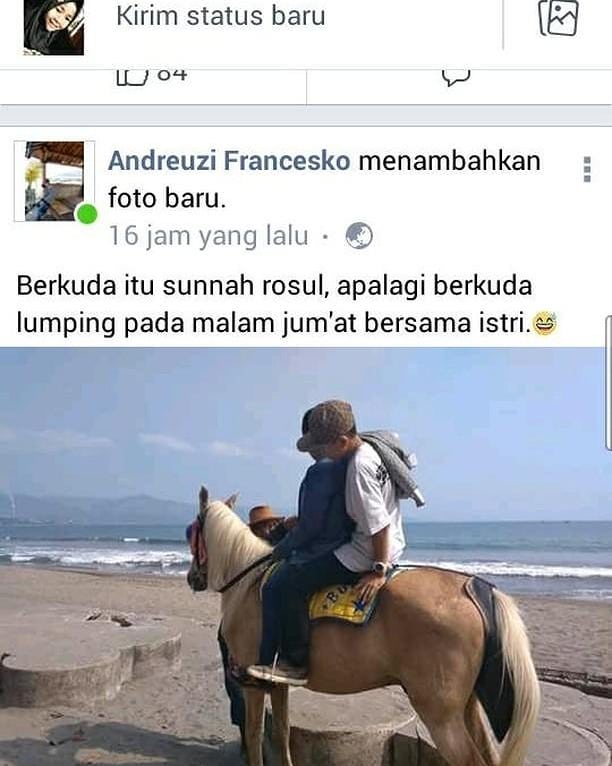 Kirim status baru
84
Andreuzi Francesko menambahkan
foto baru.
16 jam yang lalu ·
Berkuda itu sunnah rosul, apalagi berkuda
lumping pada malam jum'at bersama istri.😅